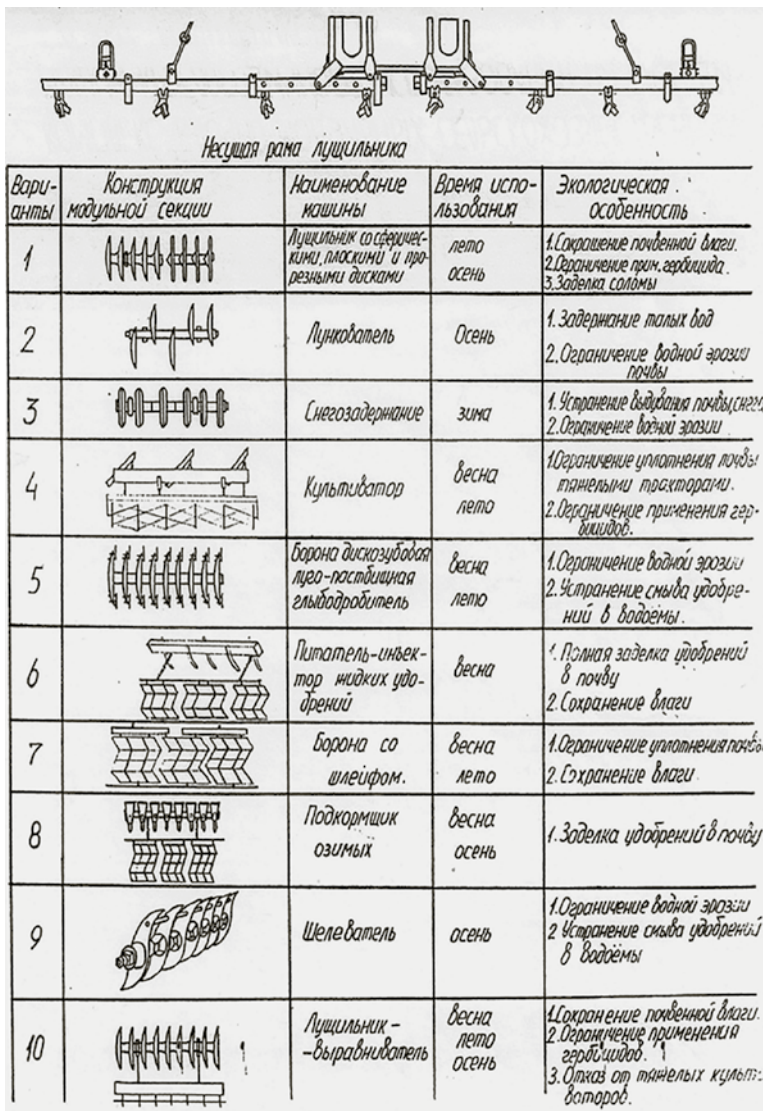 Несущая рама лущильника
Вари-
анты
Конструкция
модульной секции
Наименование
машины
Время испо-
льзования
Экологическая
особенность
1
Лущильник со сферичес-
кими, плоскими и про-
резными дисками
лето
осень
1.Сокращение почвенной влаги.
2.Ограничение прим. гербицида.
3.Заделка соломы
2
Лункователь
Осень
1.Задержание талых вод
2.Ограничение водной эрозии
почвы
3
Снегозадержание
зима
1.Устранение выдувания почвы, снега
2.Ограничение водной эрозии
4
Культиватор
весна
лето
1.Ограничение уплотнения почвы
тяжелыми тракторами.
2.Ограничение применения гер-
бицидов.
5
Борона дискозубовая
луго-пастбищная
глыбодробитель
весна
лето
1.Ограничение водной эрозии
2.Устранение смыва удобре-
ний в водоёмы.
6
Питатель-инъек-
тор жидких удо-
брений
весна
1. Полная заделка удобрений
в почву
2. Сохранение влаги
7
Борона со
шлейфом.
весна
лето
1.Ограничение уплотнения почвы
2. Сохранение влаги
8
Подкормщик
озимых
весна
осень
1.Заделка удобрений в почву
9
Щелеватель
осень
1.Ограничение водной эрозии
2 Устранение смыва удобрений
в водоёмы
10
Лущильник-
-выравниватель
весна
лето
осень
1.Сохранение почвенной влаги.
2.Ограничение применения
гербицидов.
3. Отказ от тяжелых культи-
ваторов.